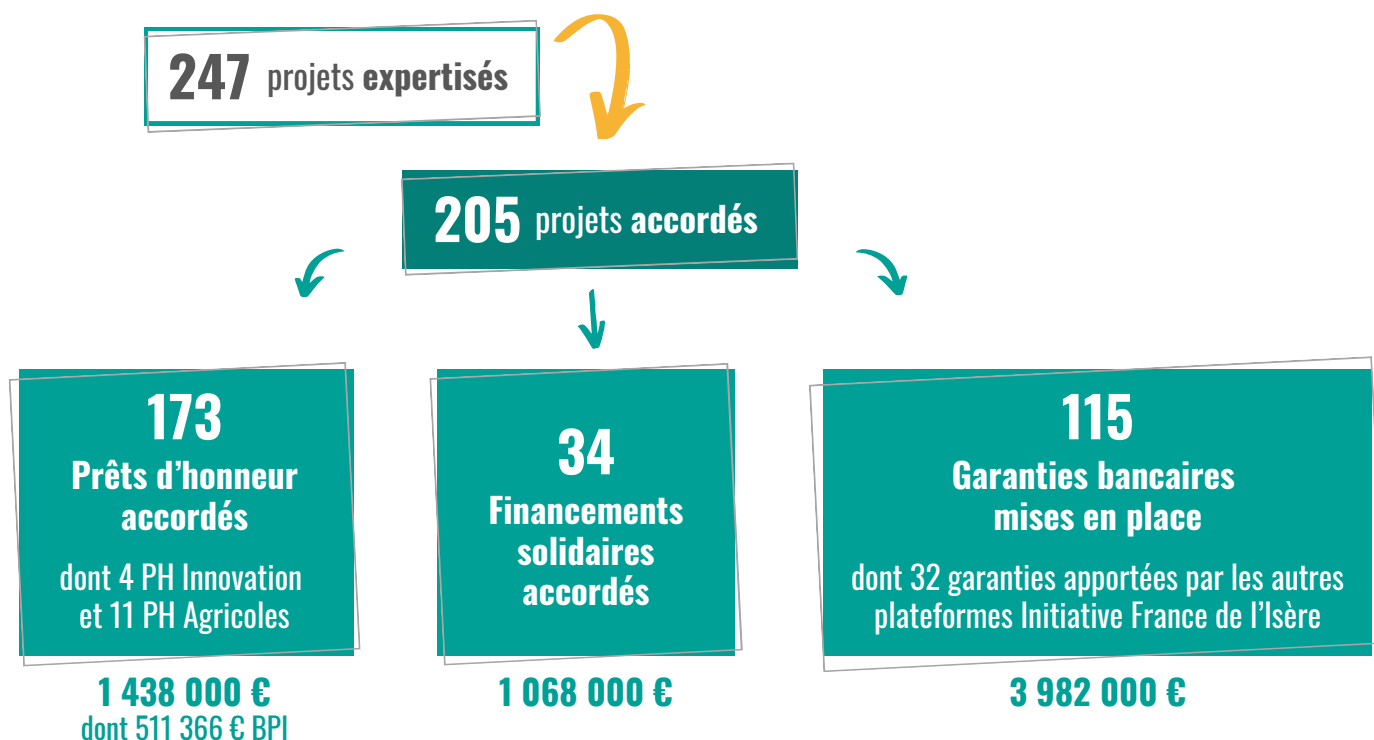 247 projets expertisés
205 projets accordés
173
Prêts d’honneur
accordés
dont 4 PH Innovation
et 11 PH Agricoles
1 438 000 €
dont 511 366 € BPI
34
Financements
solidaires
accordés
1 068 000 €
115
Garanties bancaires
mises en place
dont 32 garanties apportées par les autres
plateformes Initiative France de l’Isère
3 982 000 €